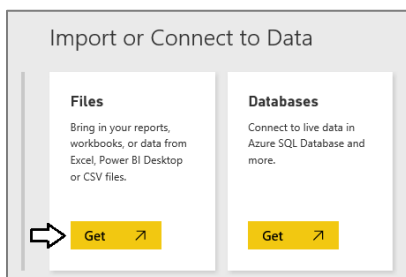 Import or Connect to Data
Files
Bring in your reports,
workbooks, or data from
Excel, Power BI Desktop
or CSV files.
Get
Databases
Connect to live data in
Azure SQL Database and
more.
Get